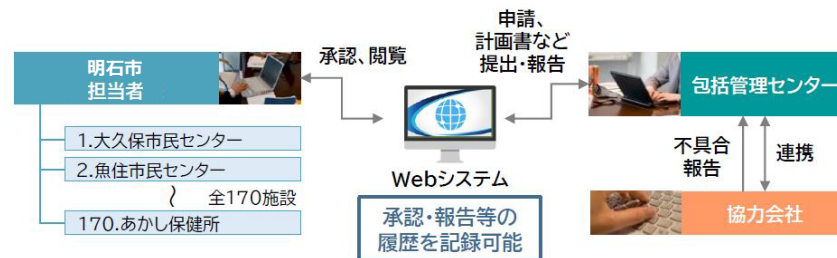 明石市
担当者
承認、閲覧
申請、
計画書など
提出・報告
包括管理センター
1.大久保市民センター
2.魚住市民センター
〜 全170施設
170.あかし保健所
Webシステム
承認・報告等の
履歴を記録可能
不具合
報告
連携
協力会社